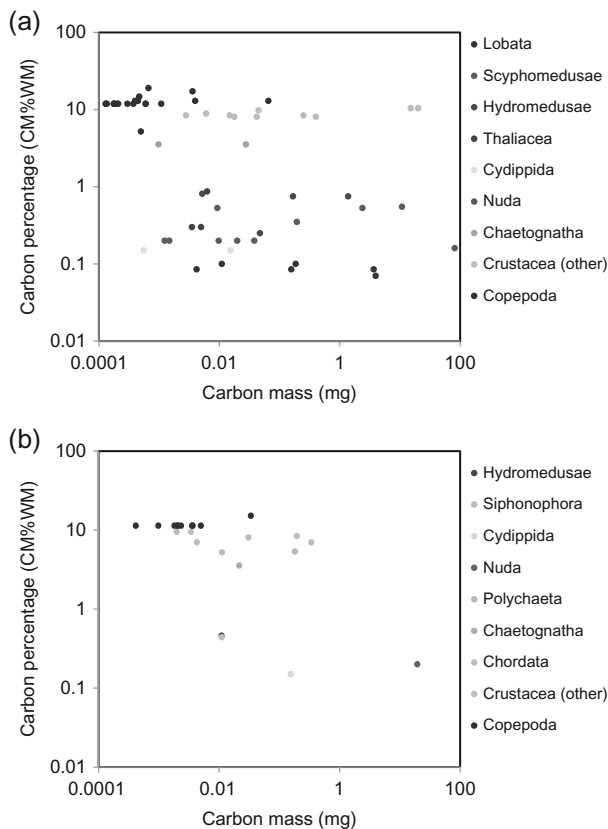 (a)
100
10
1
0.1
0.01
Carbon percentage (CM%WM)
0.0001
0.01
1
100
Carbon mass (mg)
Lobata
Scyphomedusae
Hydromedusae
Thaliacea
Cydippida
Nuda
Chaetognatha
Crustacea (other)
Copepoda
(b)
100
10
1
0.1
0.01
Carbon percentage (CM%WM)
0.0001
0.01
1
100
Carbon mass (mg)
Hydromedusae
Siphonophora
Cydippida
Nuda
Polychaeta
Chaetognatha
Chordata
Crustacea (other)
Copepoda